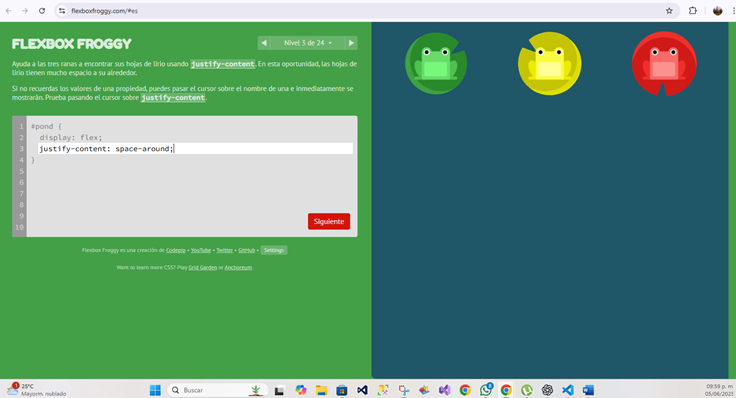 flexboxfroggy.com/#es
FLEXBOX FROGGY
Nivel 3 de 24
Ayuda a las tres ranas a encontrar sus hojas de lirio usando justify-content. En esta oportunidad, las hojas de
lirio tienen mucho espacio a su alrededor.
Si no recuerdas los valores de una propiedad, puedes pasar el cursor sobre el nombre de una e inmediatamente se
mostrarán. Prueba pasando el cursor sobre justify-content.
1 #pond {
2 display: flex;
3 justify-content: space-around;
4 }
5
6
7
8
9
10
Siguiente
Flexbox Froggy es una creación de Codepip • YouTube • Twitter • GitHub • Settings
Want to learn more CSS? Play Grid Garden or Anchoreum.
1
25°C
Mayorm. nublado
Buscar
09:59 p. m.
05/06/2025